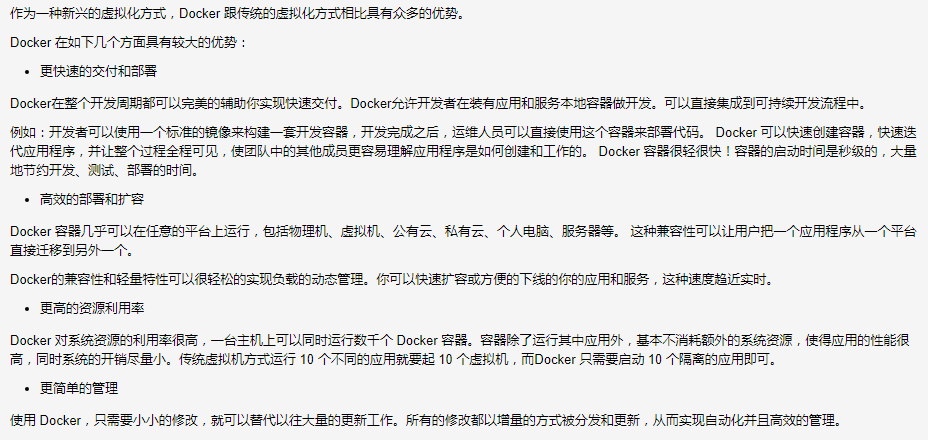 作为一种新兴的虚拟化方式，Docker 跟传统的虚拟化方式相比具有众多的优势。
Docker 在如下几个方面具有较大的优势：
• 更快速的交付和部署
Docker在整个开发周期都可以完美的辅助你实现快速交付。Docker允许开发者在装有应用和服务本地容器做开发。可以直接集成到可持续开发流程中。
例如：开发者可以使用一个标准的镜像来构建一套开发容器，开发完成之后，运维人员可以直接使用这个容器来部署代码。 Docker 可以快速创建容器，快速迭
代应用程序，并让整个过程全程可见，使团队中的其他成员更容易理解应用程序是如何创建和工作的。 Docker 容器很轻很快！容器的启动时间是秒级的，大量
地节约开发、测试、部署的时间。
• 高效的部署和扩容
Docker 容器几乎可以在任意的平台上运行，包括物理机、虚拟机、公有云、私有云、个人电脑、服务器等。 这种兼容性可以让用户把一个应用程序从一个平台
直接迁移到另外一个。
Docker的兼容性和轻量特性可以很轻松的实现负载的动态管理。你可以快速扩容或方便的下线的你的应用和服务，这种速度趋近实时。
• 更高的资源利用率
Docker 对系统资源的利用率很高，一台主机上可以同时运行数千个 Docker 容器。容器除了运行其中应用外，基本不消耗额外的系统资源，使得应用的性能很
高，同时系统的开销尽量小。传统虚拟机方式运行 10 个不同的应用就要起 10 个虚拟机，而Docker 只需要启动 10 个隔离的应用即可。
• 更简单的管理
使用 Docker，只需要小小的修改，就可以替代以往大量的更新工作。所有的修改都以增量的方式被分发和更新，从而实现自动化并且高效的管理。